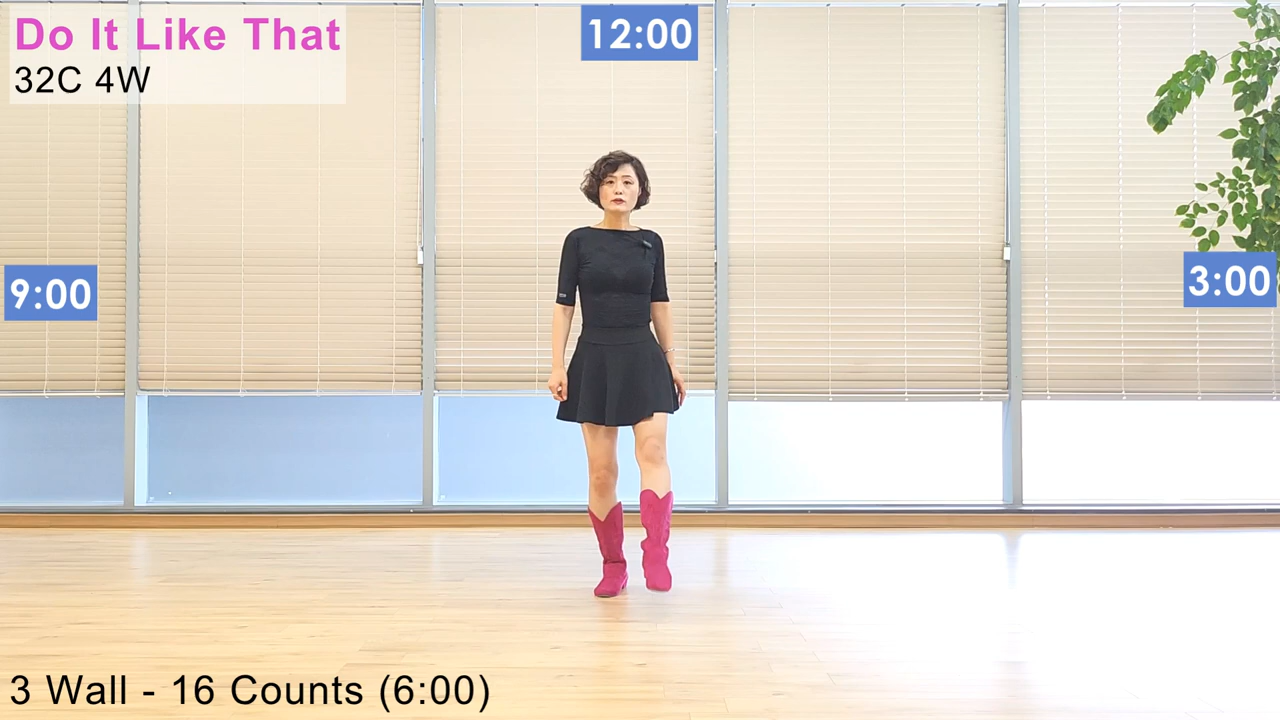 Do It Like That
32C 4W
12:00
9:00
3:00
3 Wall - 16 Counts (6:00)